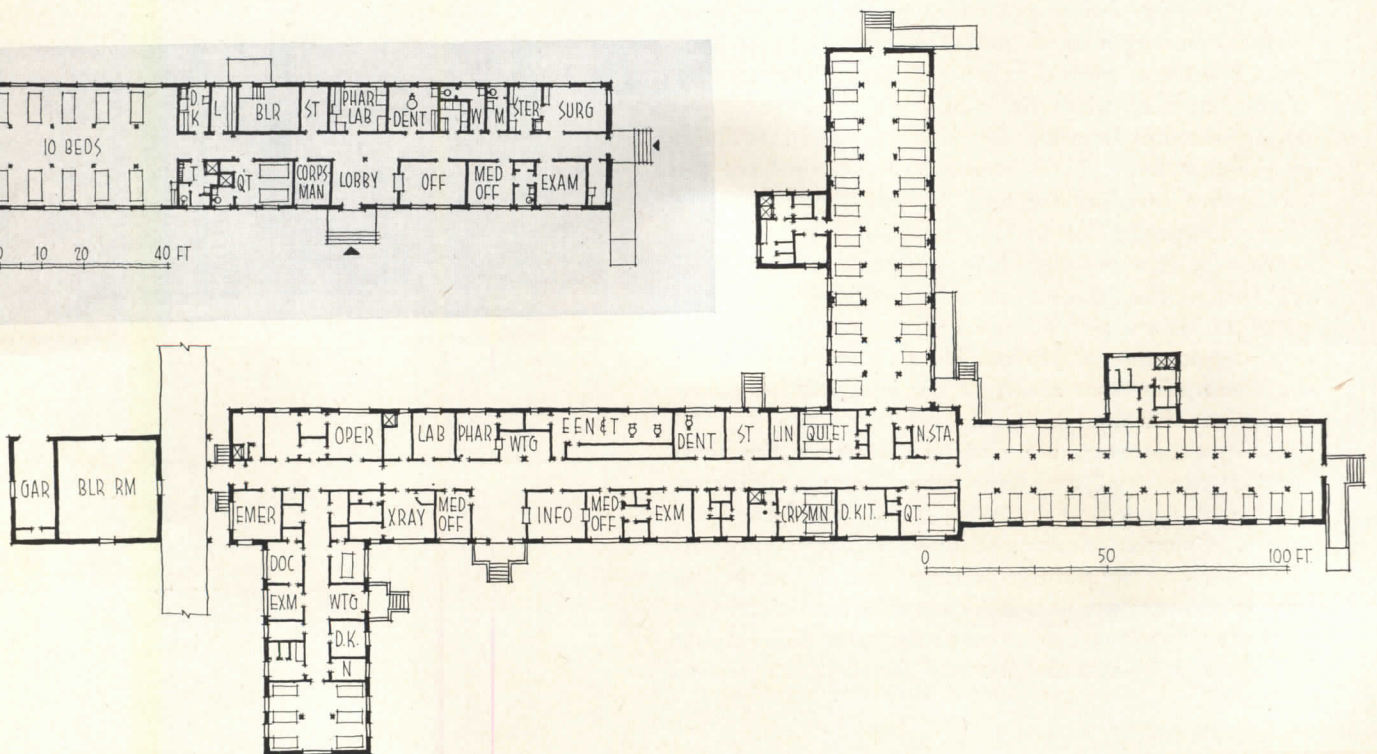 D.K.
L
BLR
ST
PHAR LAB
DENT
W
M
STER
SURG
10 BEDS
T.
QT.
CORPS-MAN
LOBBY
OFF
MED OFF
EXAM
0 10 20 40 FT
OPER
LAB
PHAR
WTG
EEN&T
DENT
ST
LIN
QUIET
N.STA.
GAR
BLR RM
EMER
XRAY
MED OFF
INFO
MED OFF
EXM
CRPSMN
D.KIT.
QT.
0 50 100 FT.
DOC
EXM
WTG
D.K.
N